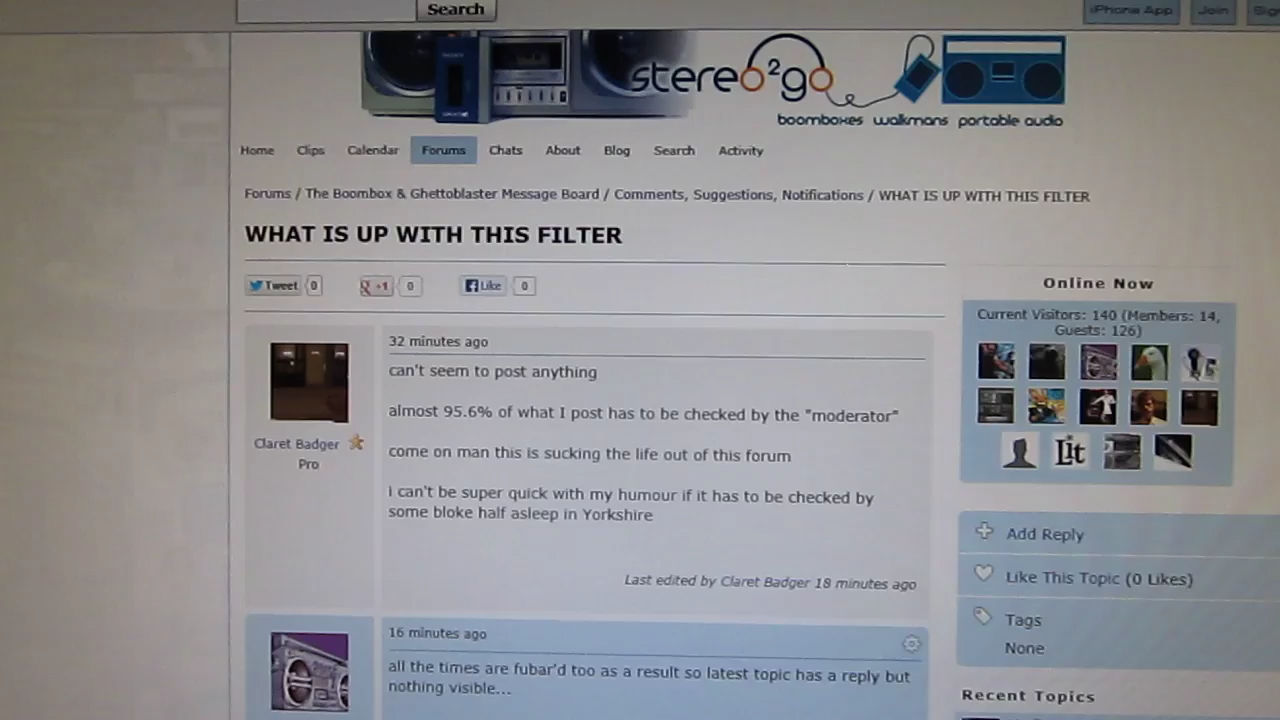 Search
iPhone App
Join
stereo2go
boomboxes walkmans portable audio
Home Clips Calendar Forums Chats About Blog Search Activity
Forums / The Boombox & Ghettoblaster Message Board / Comments, Suggestions, Notifications / WHAT IS UP WITH THIS FILTER
WHAT IS UP WITH THIS FILTER
Tweet 0 +1 0 Like 0
32 minutes ago
can't seem to post anything
almost 95.6% of what I post has to be checked by the "moderator"
come on man this is sucking the life out of this forum
i can't be super quick with my humour if it has to be checked by
some bloke half asleep in Yorkshire
Claret Badger
Pro
Last edited by Claret Badger 18 minutes ago
16 minutes ago
all the times are fubar'd too as a result so latest topic has a reply but
nothing visible...
Online Now
Current Visitors: 140 (Members: 14,
Guests: 126)
Lit
Add Reply
Like This Topic (0 Likes)
Tags
None
Recent Topics